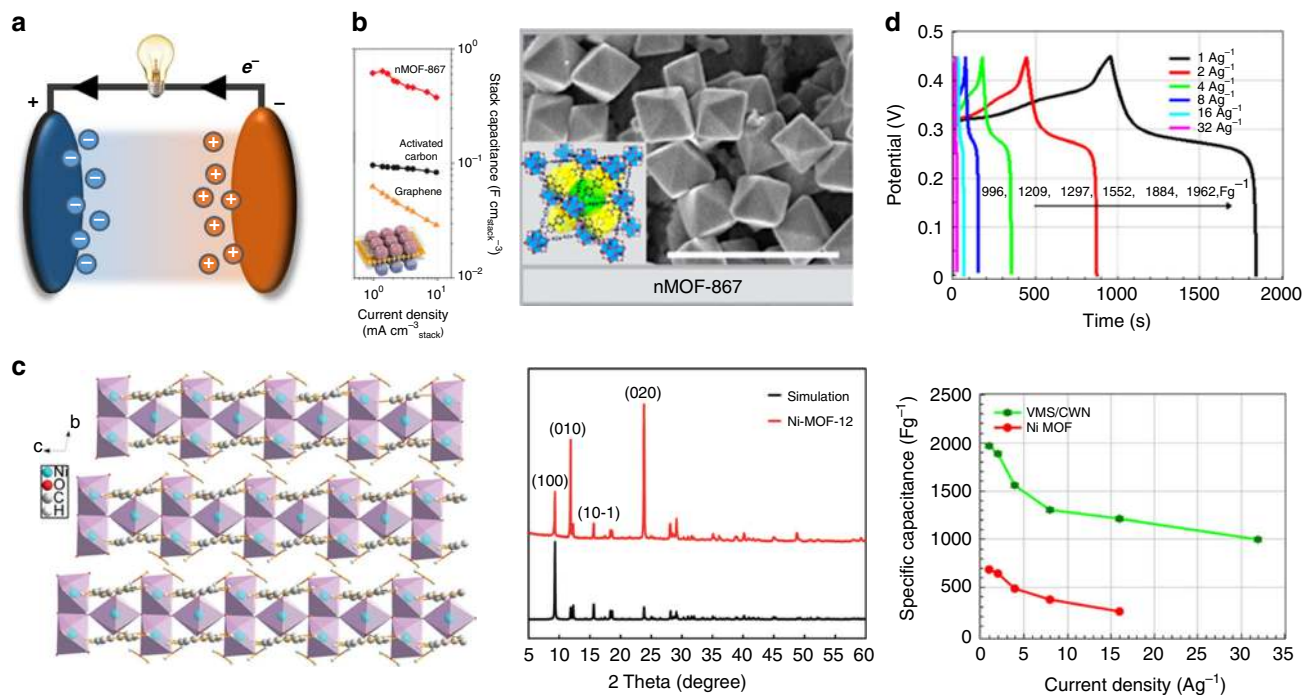 a
e⁻
+
−
− − − − − −
+ + + + + + +
b
nMOF-867
Activated
carbon
Graphene
10⁰
10⁻¹
10⁻²
Stack capacitance (F cm_stack⁻³)
10⁰ 10¹
Current density
(mA cm⁻³_stack)
nMOF-867
d
0.5
0.4
0.3
0.2
0.1
0
Potential (V)
1 Ag⁻¹
2 Ag⁻¹
4 Ag⁻¹
8 Ag⁻¹
16 Ag⁻¹
32 Ag⁻¹
996, 1209, 1297, 1552, 1884, 1962,Fg⁻¹
0 500 1000 1500 2000
Time (s)
c
b
c
Ni
O
C
H
Simulation
Ni-MOF-12
(020)
(010)
(100)
(10-1)
5 10 15 20 25 30 35 40 45 50 55 60
2 Theta (degree)
VMS/CWN
Ni MOF
2500
2000
1500
1000
500
0
Specific capacitance (Fg⁻¹)
0 5 10 15 20 25 30 35
Current density (Ag⁻¹)